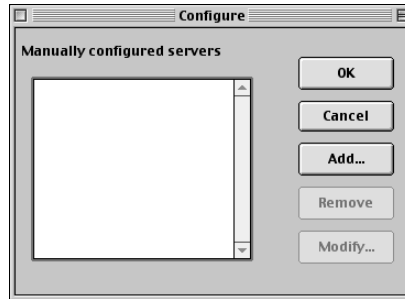 Configure
Manually configured servers
OK
Cancel
Add...
Remove
Modify...